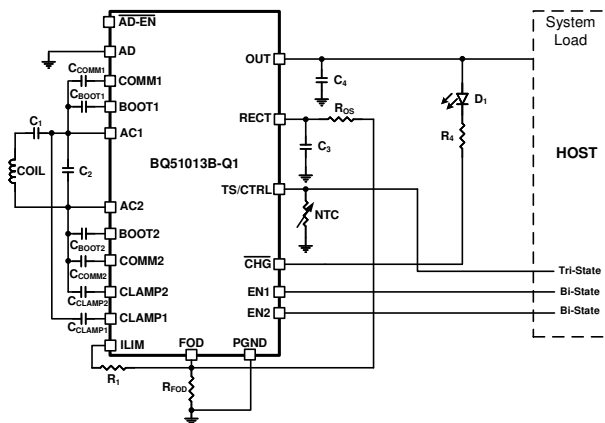 AD-EN
AD
COMM1
BOOT1
AC1
AC2
BOOT2
COMM2
CLAMP2
CLAMP1
ILIM
FOD
PGND
OUT
RECT
TS/CTRL
CHG
EN1
EN2
BQ51013B-Q1
CCOMM1
CBOOT1
C1
COIL
C2
CBOOT2
CCOMM2
CCLAMP2
CCLAMP1
R1
RFOD
C4
ROS
C3
NTC
D1
R4
System
Load
HOST
Tri-State
Bi-State
Bi-State